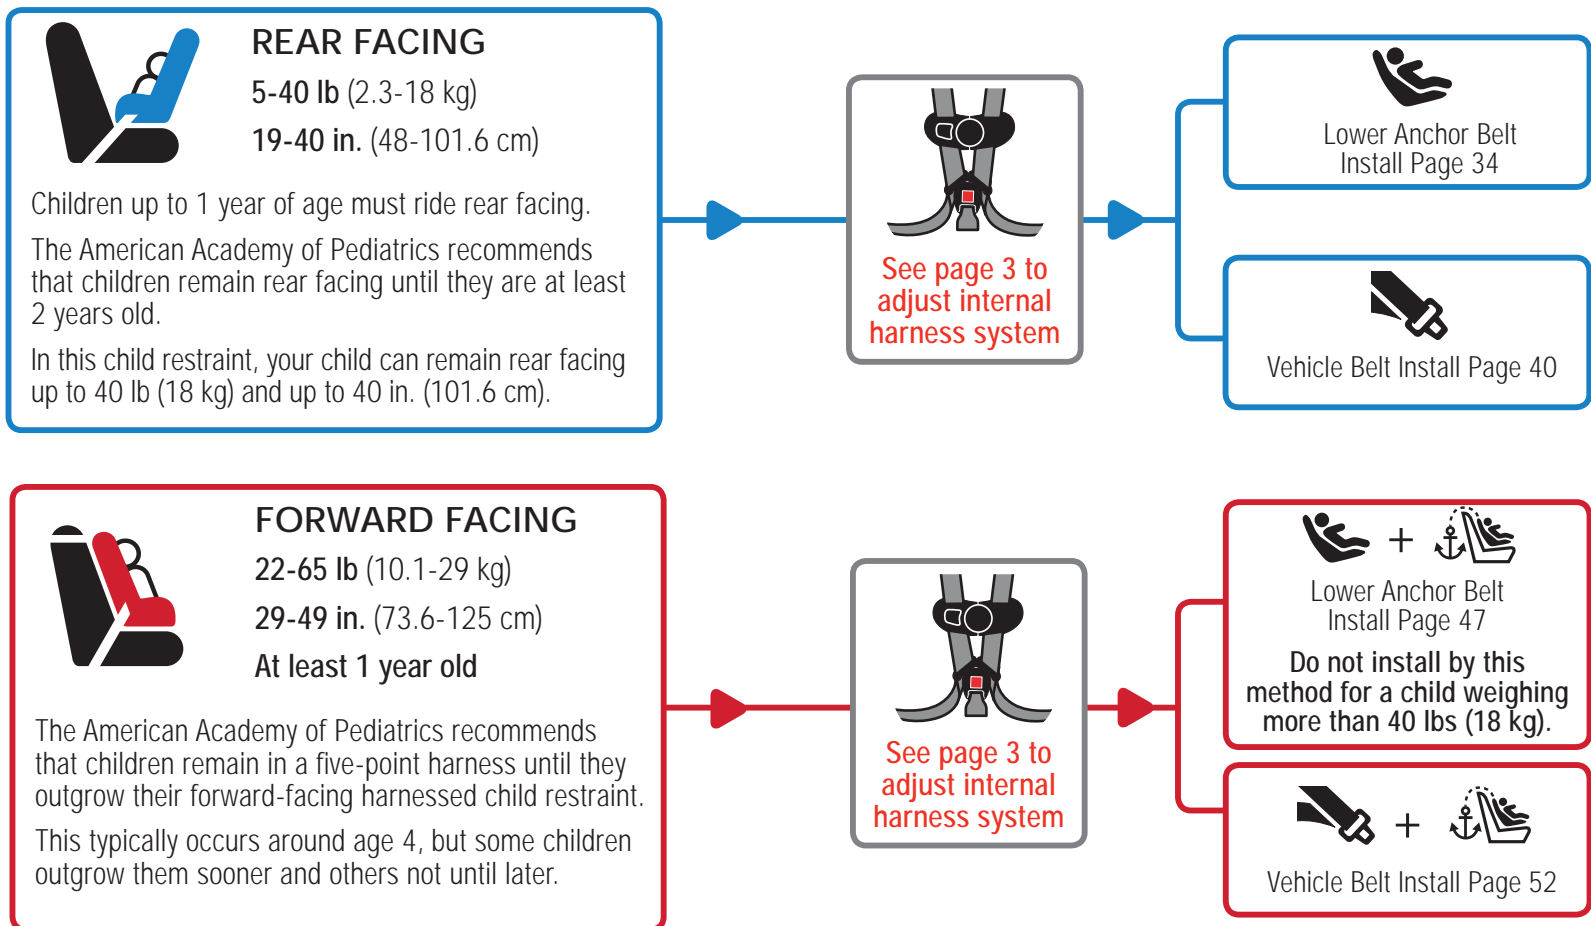 REAR FACING
5-40 lb (2.3-18 kg)
19-40 in. (48-101.6 cm)
Children up to 1 year of age must ride rear facing.
The American Academy of Pediatrics recommends
that children remain rear facing until they are at least
2 years old.
In this child restraint, your child can remain rear facing
up to 40 lb (18 kg) and up to 40 in. (101.6 cm).
See page 3 to
adjust internal
harness system
Lower Anchor Belt
Install Page 34
Vehicle Belt Install Page 40
FORWARD FACING
22-65 lb (10.1-29 kg)
29-49 in. (73.6-125 cm)
At least 1 year old
The American Academy of Pediatrics recommends
that children remain in a five-point harness until they
outgrow their forward-facing harnessed child restraint.
This typically occurs around age 4, but some children
outgrow them sooner and others not until later.
See page 3 to
adjust internal
harness system
+
Lower Anchor Belt
Install Page 47
Do not install by this
method for a child weighing
more than 40 lbs (18 kg).
+
Vehicle Belt Install Page 52